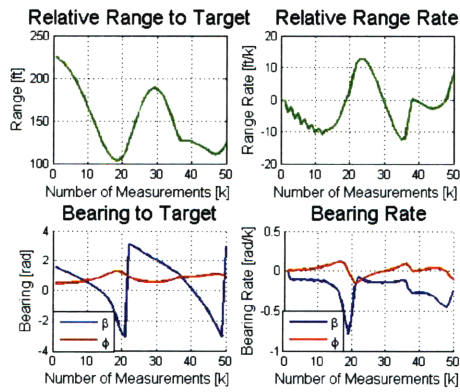 Relative Range to Target
Range [ft]
250
200
150
100
0 10 20 30 40 50
Number of Measurements [k]
Relative Range Rate
Range Rate [ft/k]
20
10
0
-10
-20
0 10 20 30 40 50
Number of Measurements [k]
Bearing to Target
Bearing [rad]
4
2
0
-2
-4
β
ϕ
0 10 20 30 40 50
Number of Measurements [k]
Bearing Rate
Bearing Rate [rad/k]
0.5
0
-0.5
-1
β
ϕ
0 10 20 30 40 50
Number of Measurements [k]